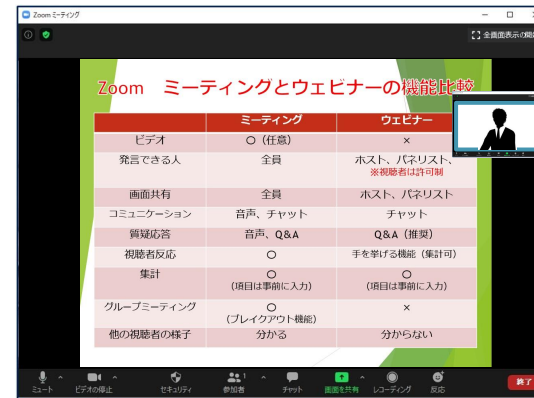 Zoom ミーティング
全画面表示の開
Zoom ミーティングとウェビナーの機能比較
ミーティング ウェビナー
ビデオ ○（任意） ×
発言できる人 全員 ホスト、パネリスト、
※視聴者は許可制
画面共有 全員 ホスト、パネリスト
コミュニケーション 音声、チャット チャット
質疑応答 音声、Q&A Q&A（推奨）
視聴者反応 ○ 手を挙げる機能（集計可）
集計 ○ ○
（項目は事前に入力） （項目は事前に入力）
グループミーティング ○ ×
（ブレイクアウト機能）
他の視聴者の様子 分かる 分からない
1
ミュート ビデオの停止 セキュリティ 参加者 チャット 画面を共有 レコーディング 反応 終了